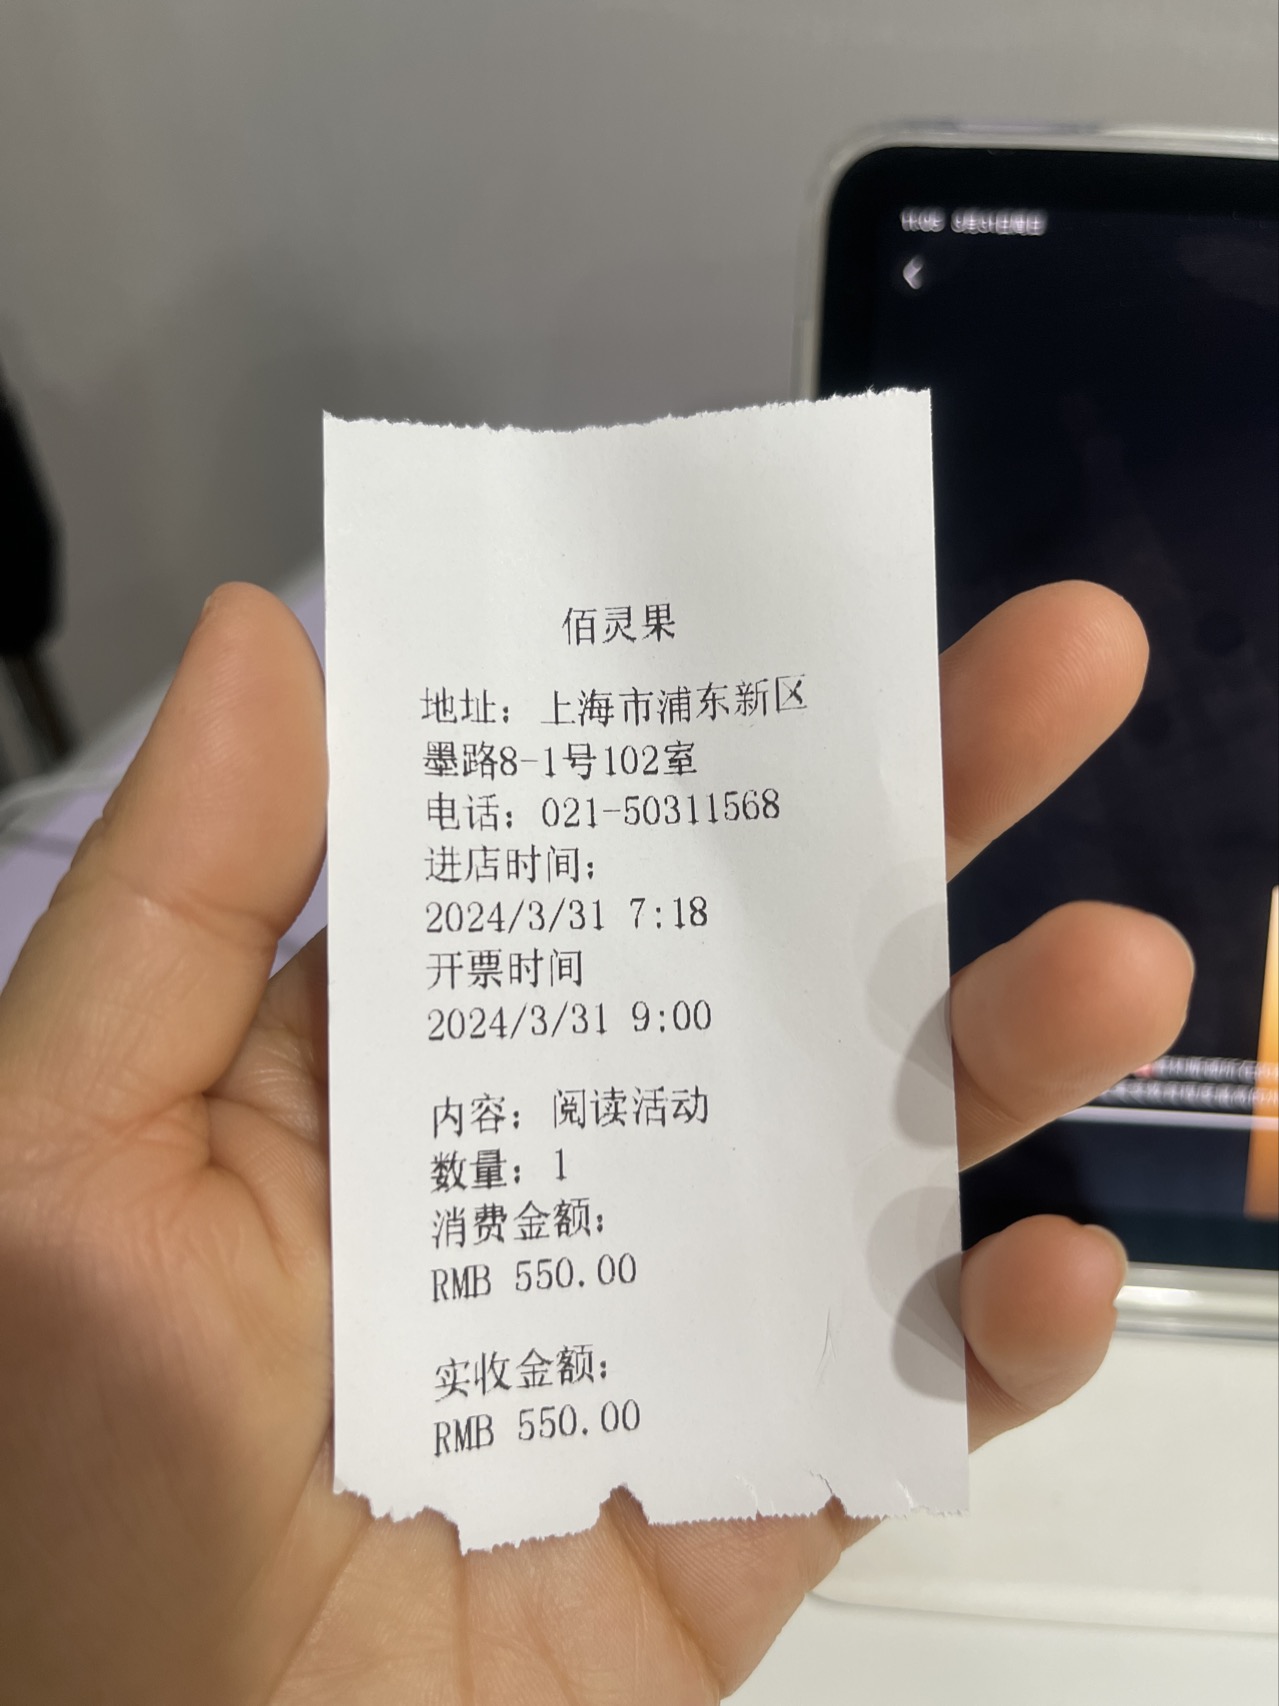 佰灵果
地址：上海市浦东新区
墨路8-1号102室
电话：021-50311568
进店时间：
2024/3/31 7:18
开票时间
2024/3/31 9:00
内容：阅读活动
数量：1
消费金额：
RMB 550.00
实收金额：
RMB 550.00